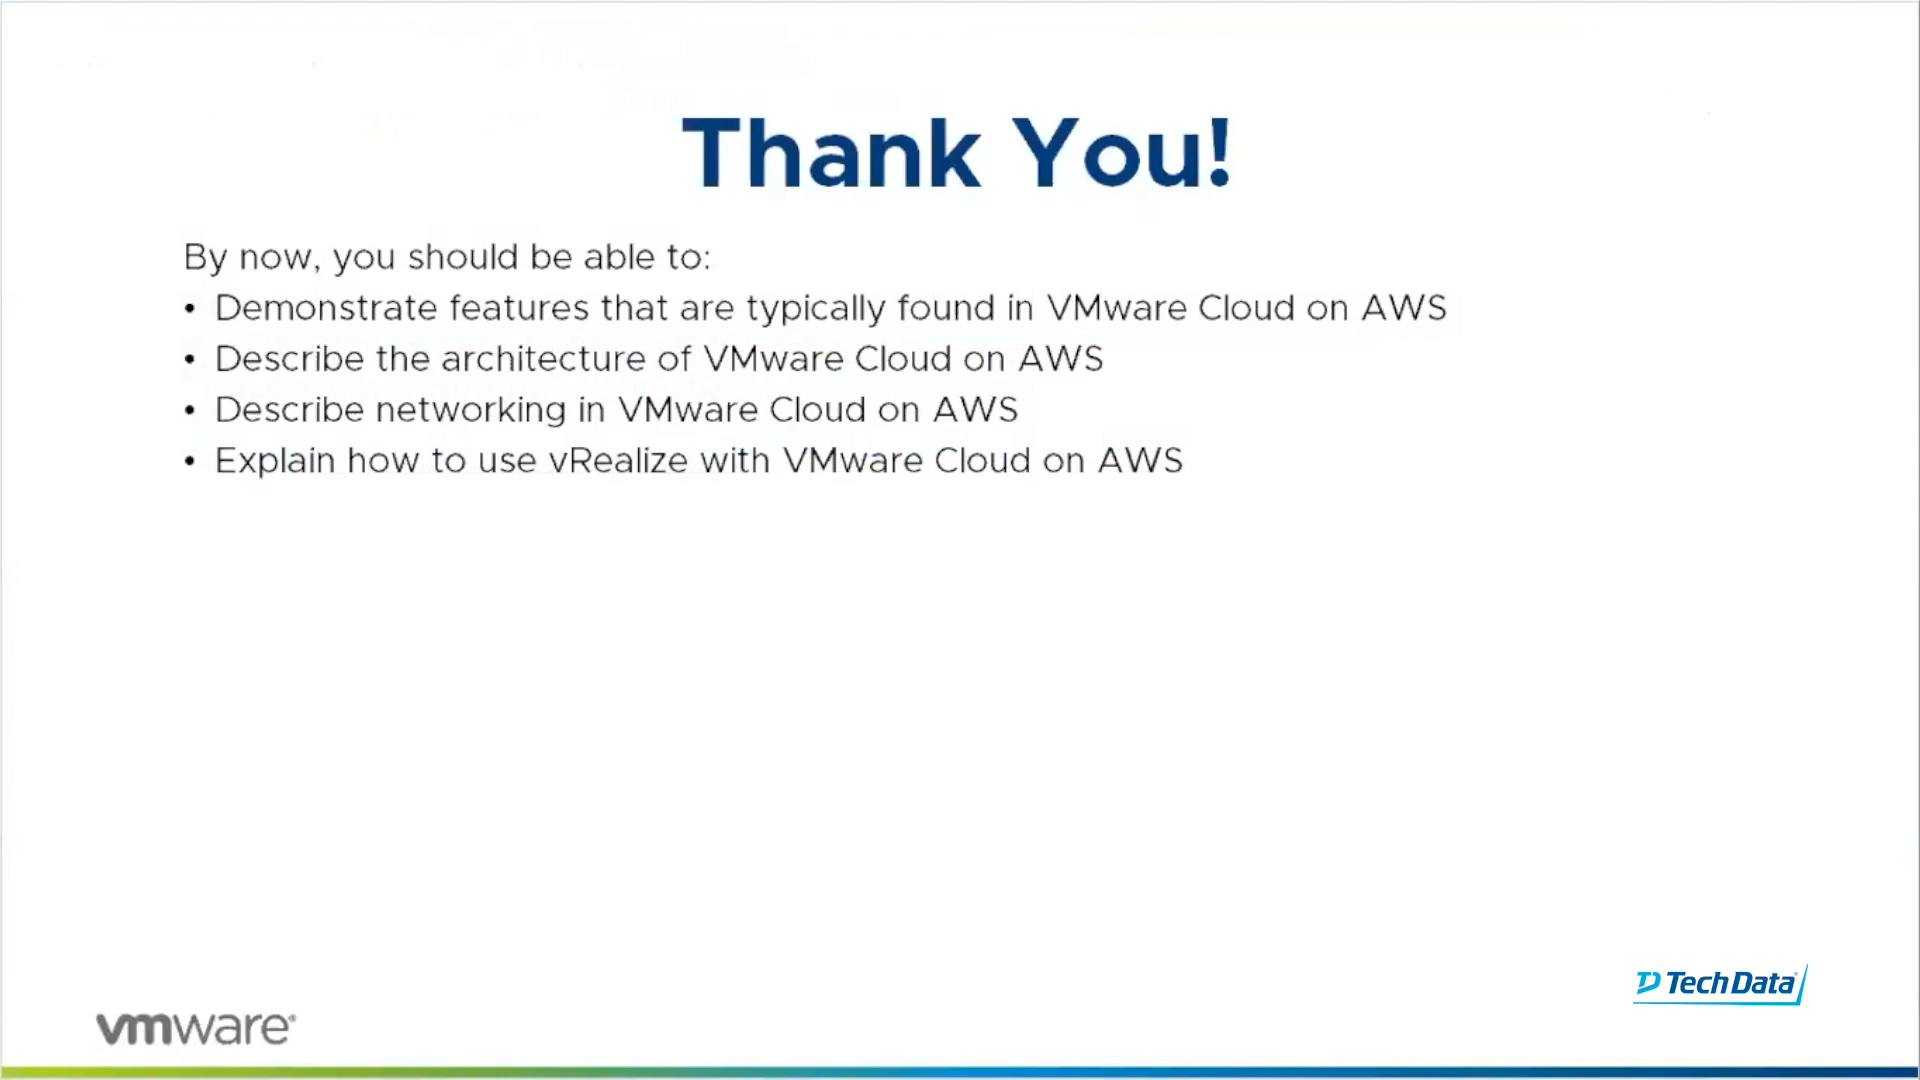 Thank You!
By now, you should be able to:
• Demonstrate features that are typically found in VMware Cloud on AWS
• Describe the architecture of VMware Cloud on AWS
• Describe networking in VMware Cloud on AWS
• Explain how to use vRealize with VMware Cloud on AWS
TD Tech Data
vmware®